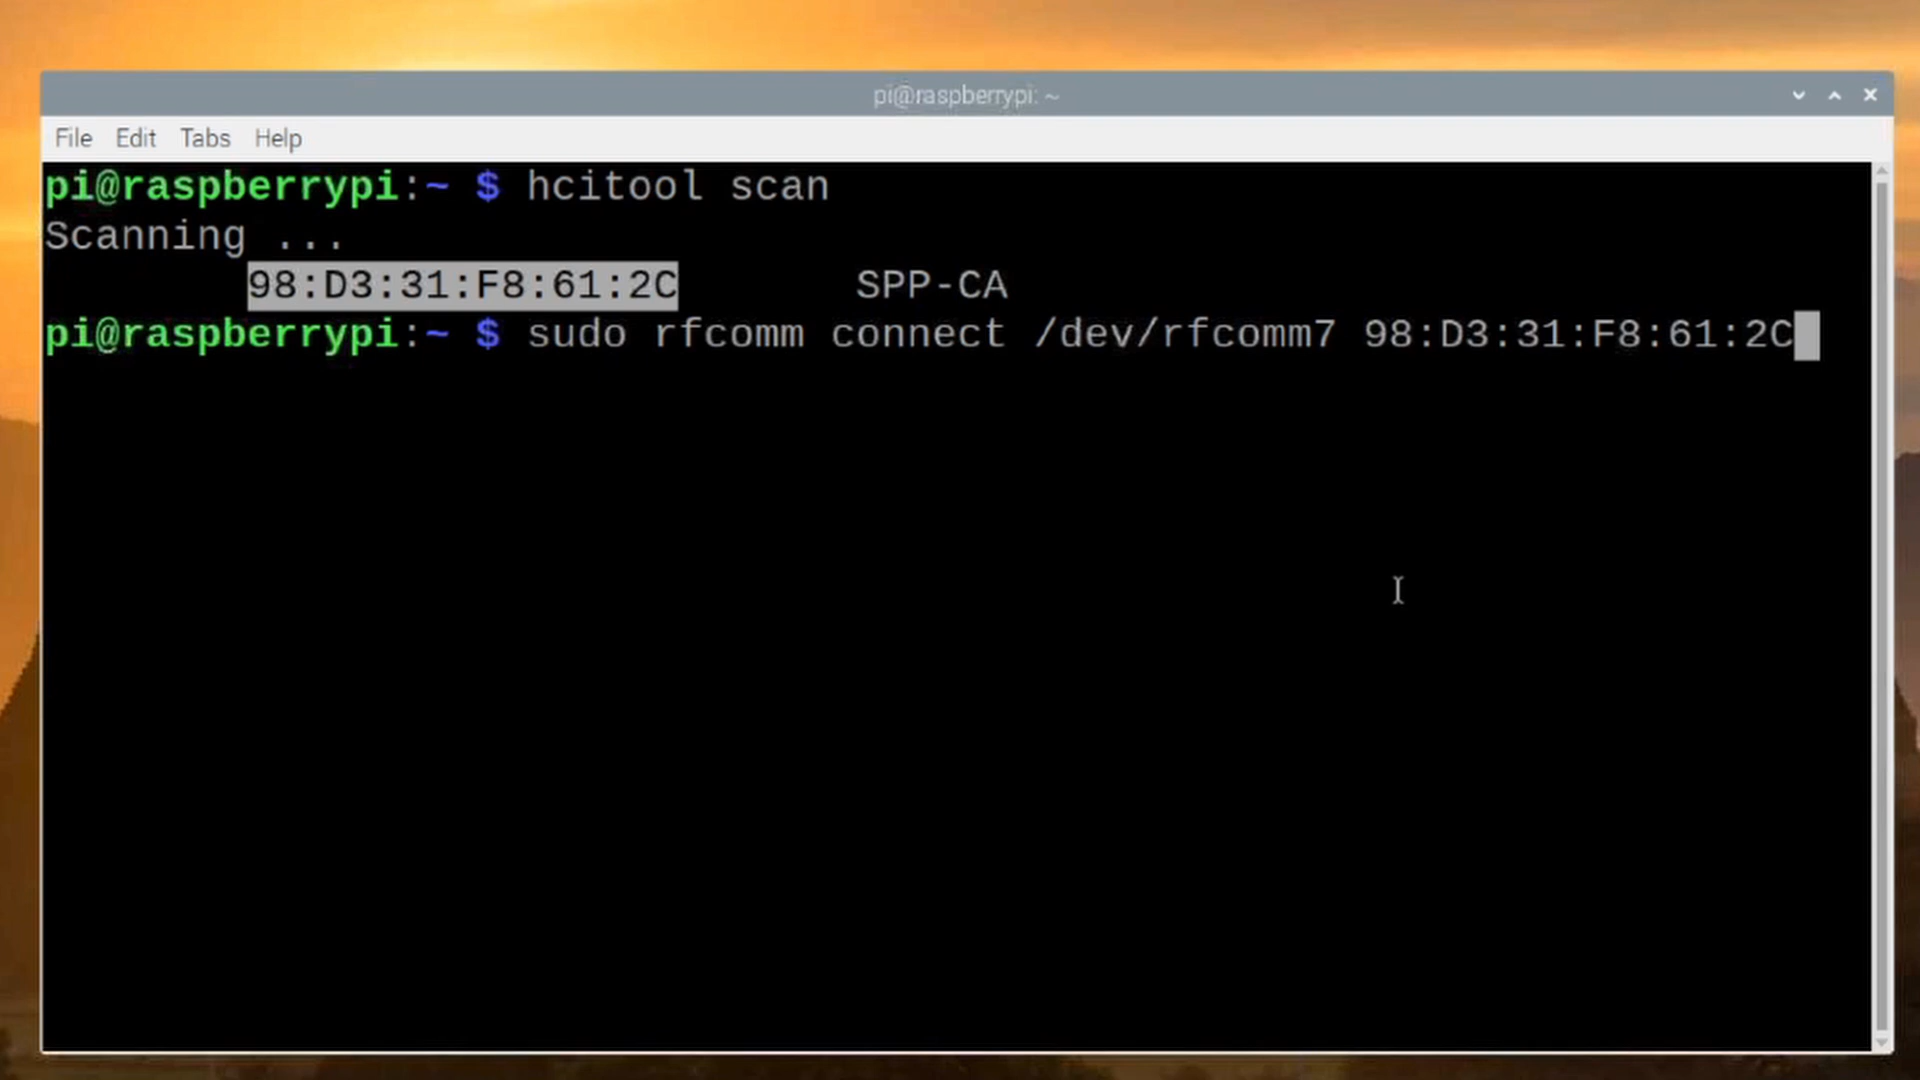 pi@raspberrypi: ~
File Edit Tabs Help
pi@raspberrypi:~ $ hcitool scan
Scanning ...
98:D3:31:F8:61:2C SPP-CA
pi@raspberrypi:~ $ sudo rfcomm connect /dev/rfcomm7 98:D3:31:F8:61:2C